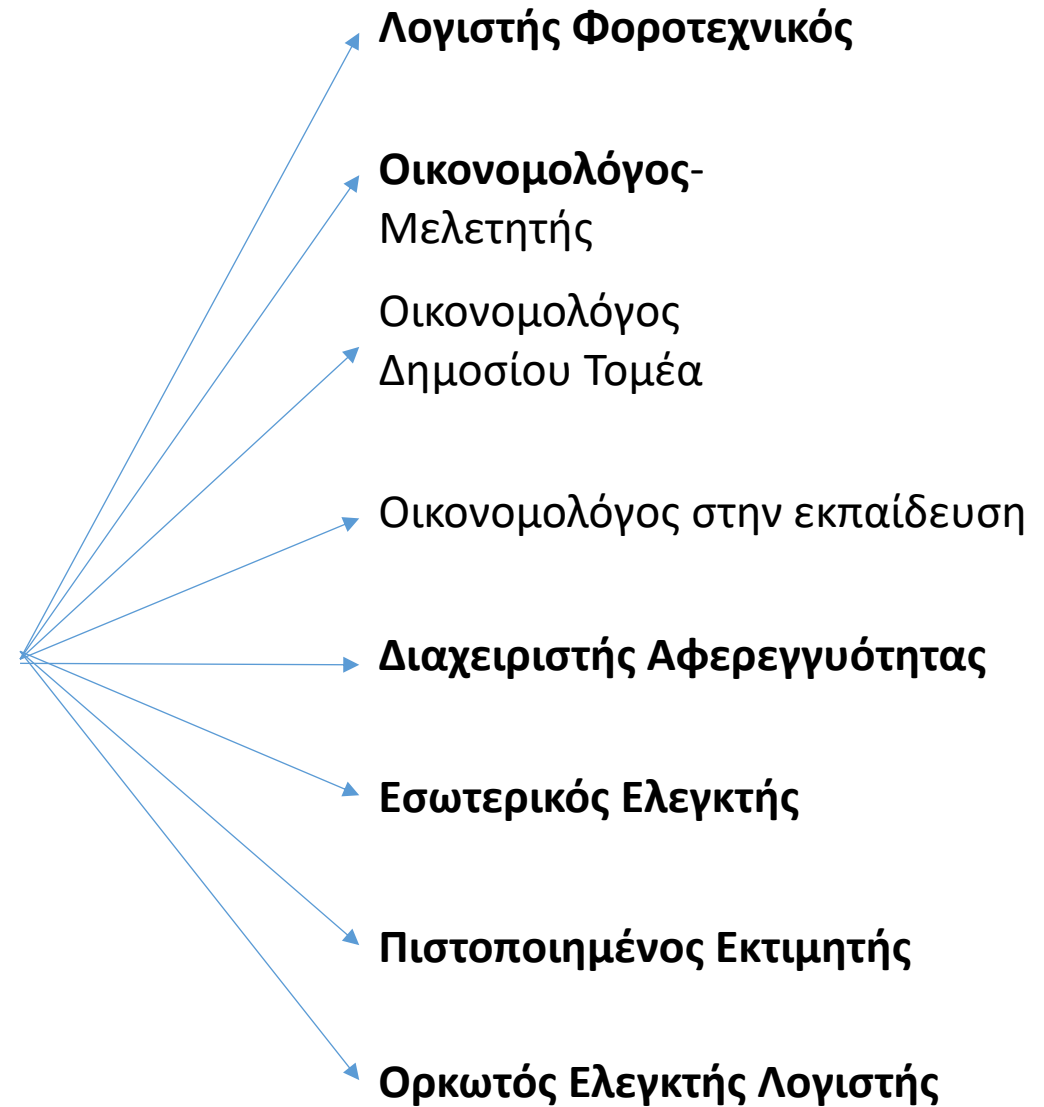 Λογιστής Φοροτεχνικός
Οικονομολόγος-
Μελετητής
Οικονομολόγος
Δημοσίου Τομέα
Οικονομολόγος στην εκπαίδευση
Διαχειριστής Αφερεγγυότητας
Εσωτερικός Ελεγκτής
Πιστοποιημένος Εκτιμητής
Ορκωτός Ελεγκτής Λογιστής